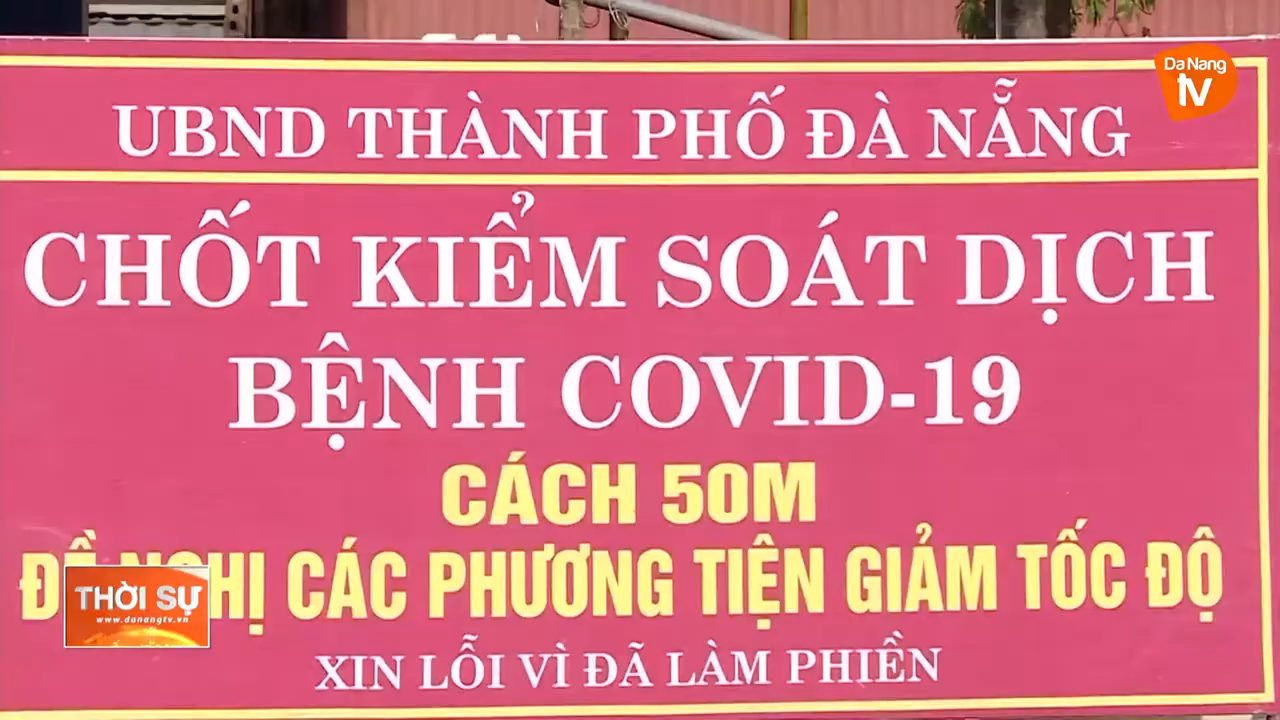 Da Nang
tv
UBND THÀNH PHỐ ĐÀ NẴNG
CHỐT KIỂM SOÁT DỊCH
BỆNH COVID-19
CÁCH 50M
ĐỀ NGHỊ CÁC PHƯƠNG TIỆN GIẢM TỐC ĐỘ
THỜI SỰ
www.danangtv.vn
XIN LỖI VÌ ĐÃ LÀM PHIỀN